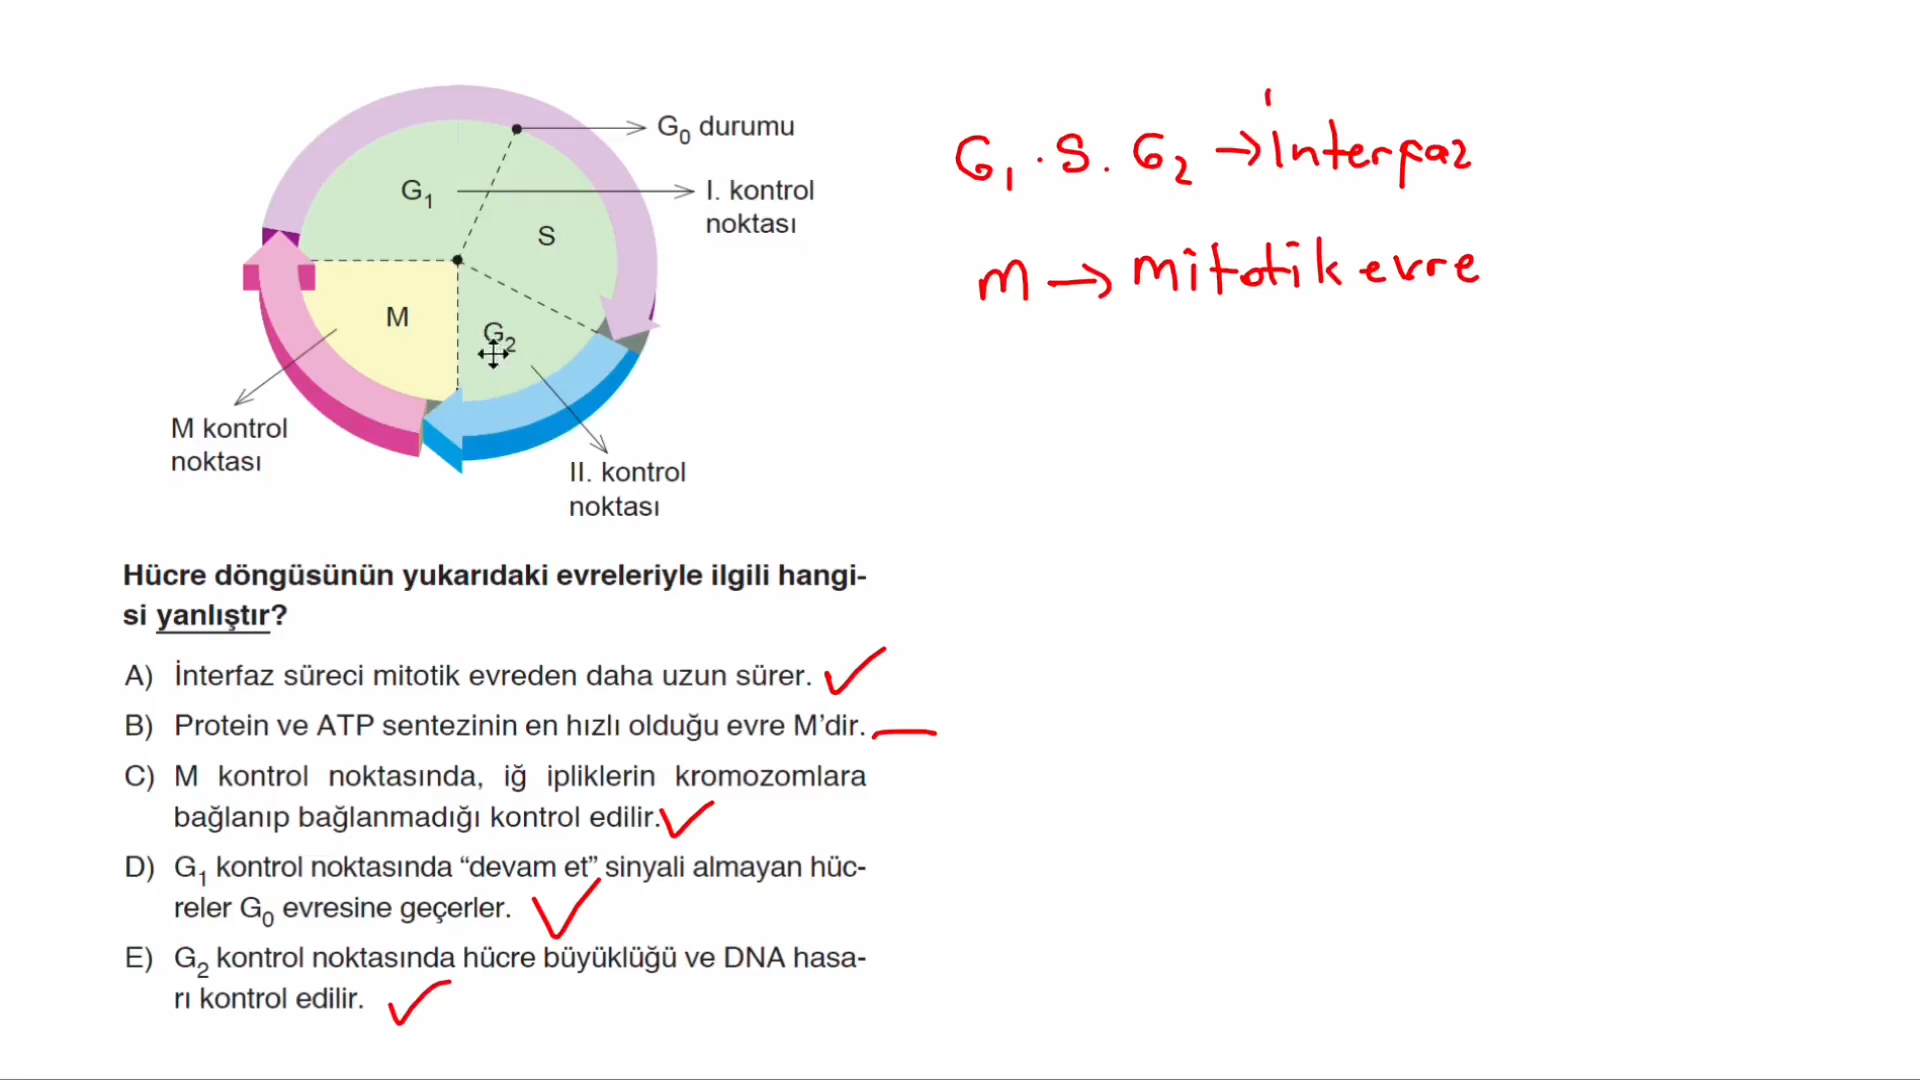 G0 durumu
I. kontrol
noktası
G1
S
M
G2
M kontrol
noktası
II. kontrol
noktası
G1 . S . G2 → İnterfaz
M → mitotik evre
Hücre döngüsünün yukarıdaki evreleriyle ilgili hangi-
si yanlıştır?
A) İnterfaz süreci mitotik evreden daha uzun sürer.
B) Protein ve ATP sentezinin en hızlı olduğu evre M’dir.
C) M kontrol noktasında, iğ ipliklerin kromozomlara
bağlanıp bağlanmadığı kontrol edilir.
D) G1 kontrol noktasında “devam et” sinyali almayan hüc-
reler G0 evresine geçerler.
E) G2 kontrol noktasında hücre büyüklüğü ve DNA hasa-
rı kontrol edilir.